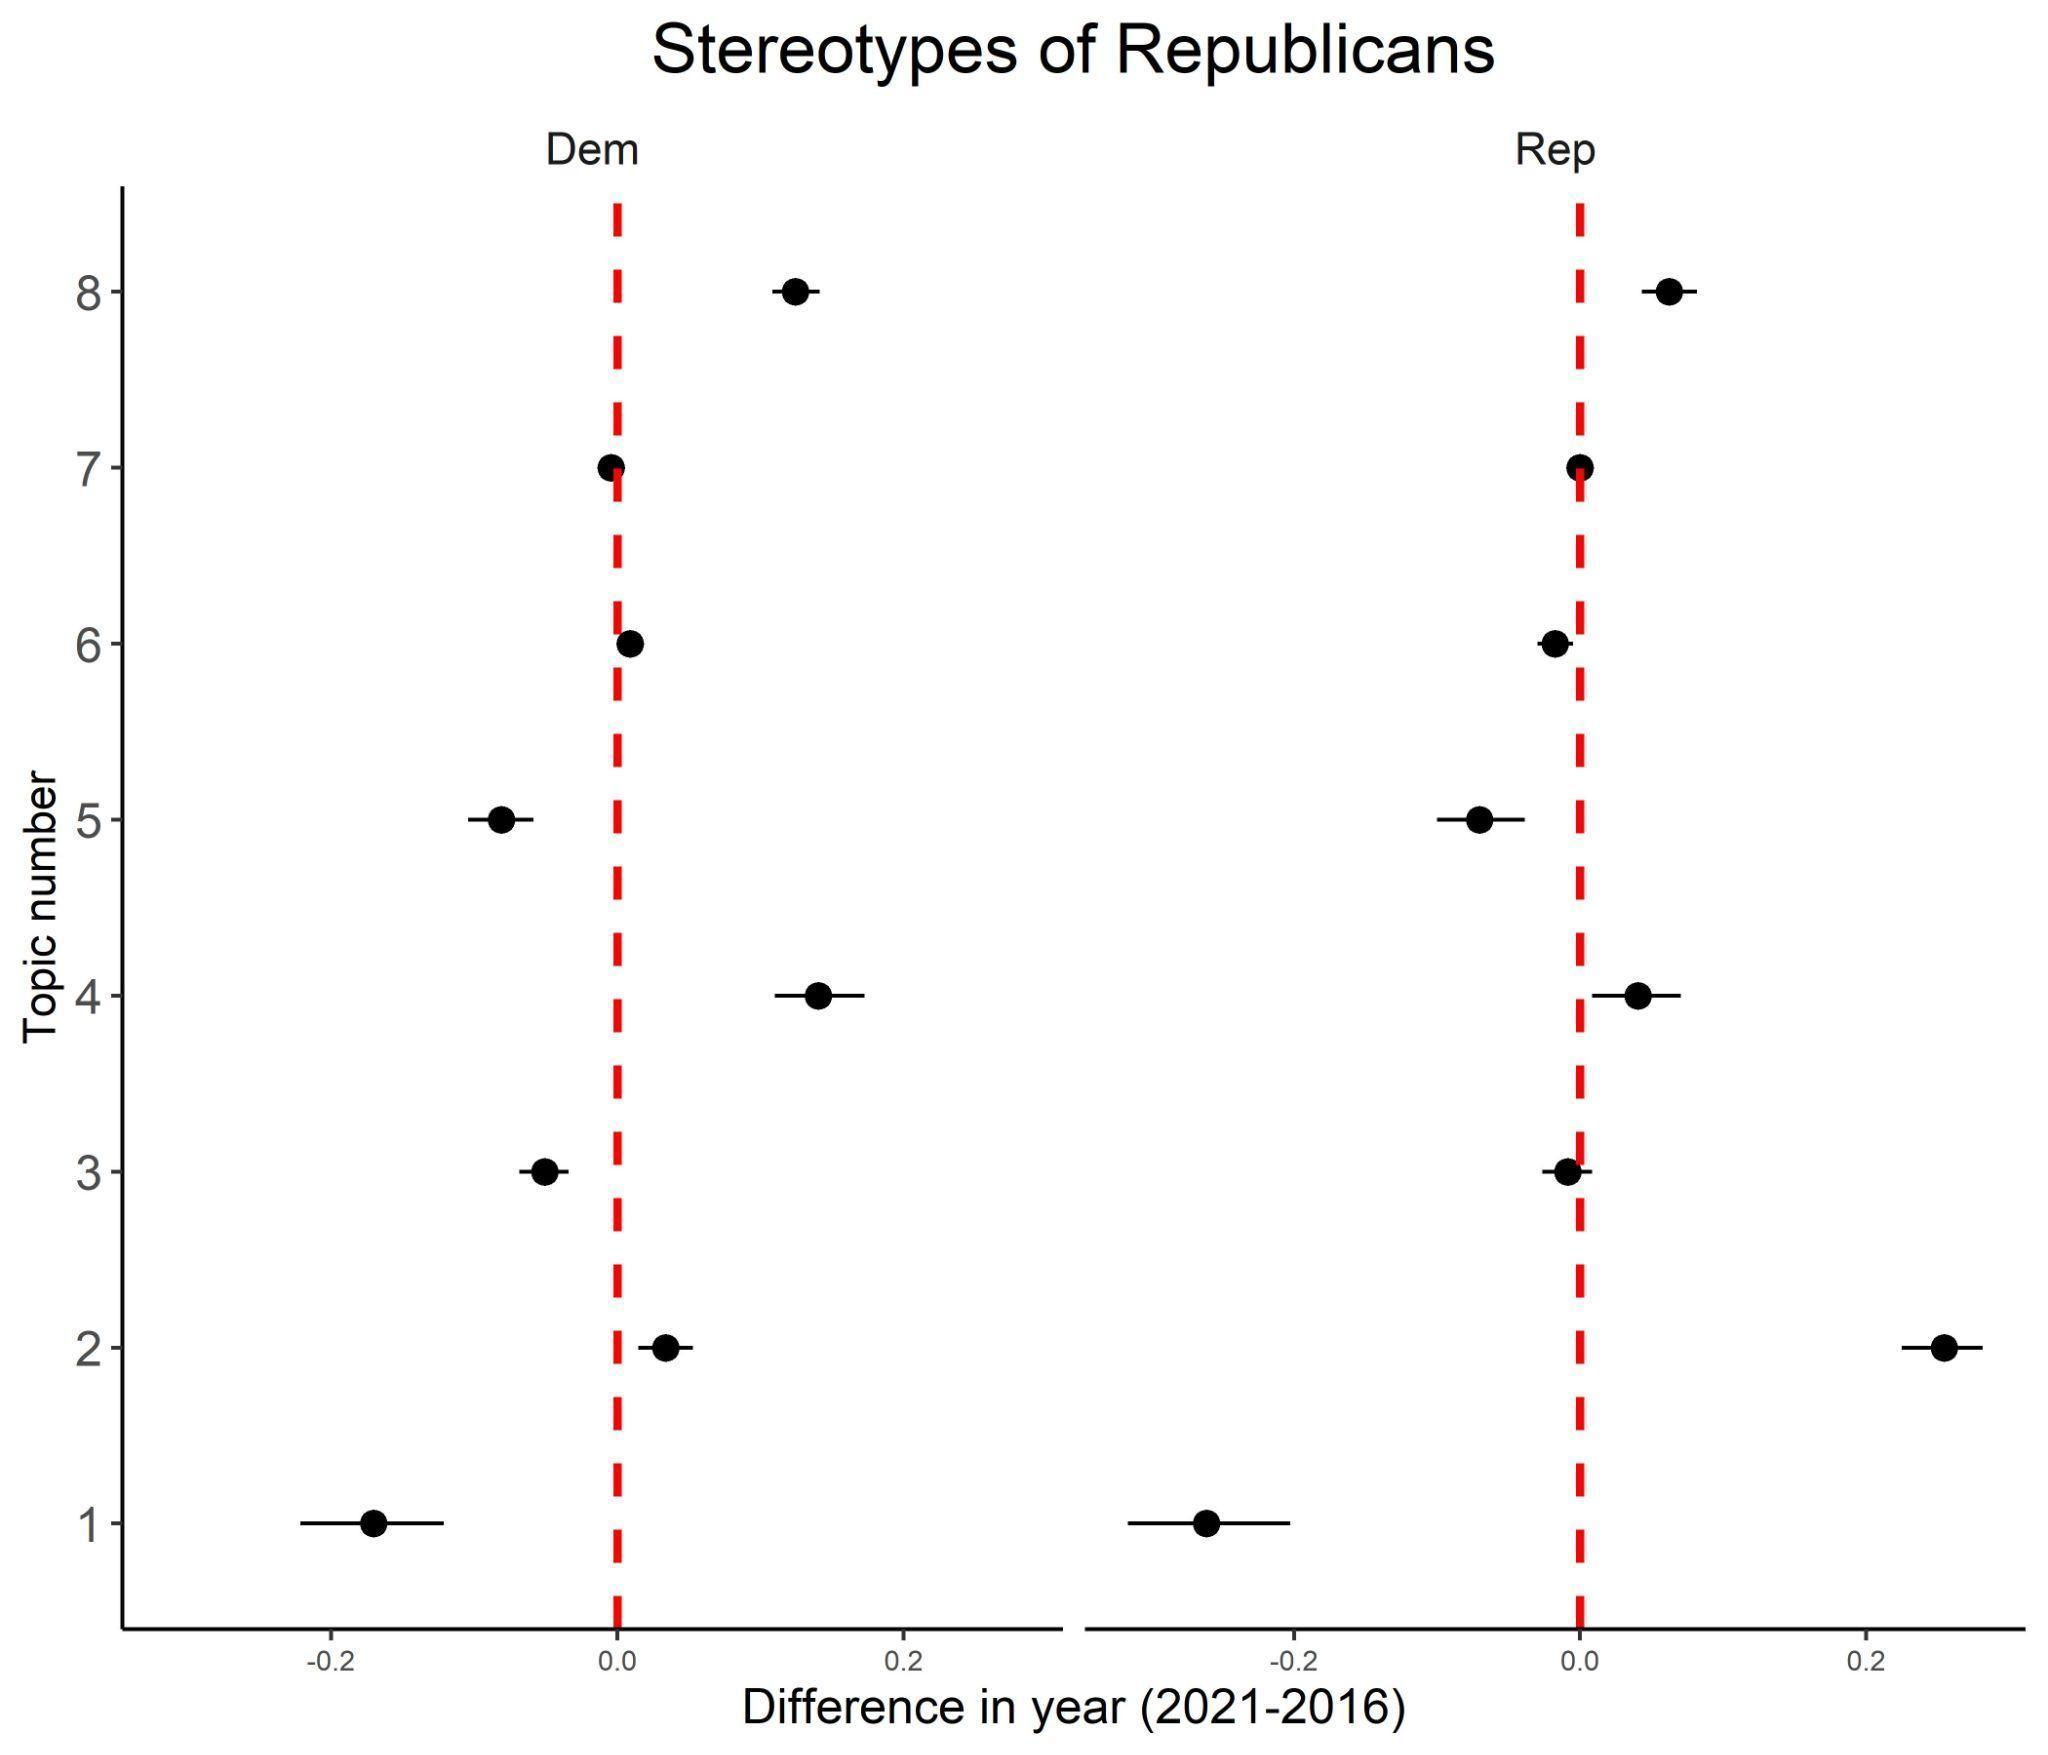 Stereotypes of Republicans
Dem
Rep
8
7
6
5
4
3
2
1
Topic number
-0.2 0.0 0.2 -0.2 0.0 0.2
Difference in year (2021-2016)